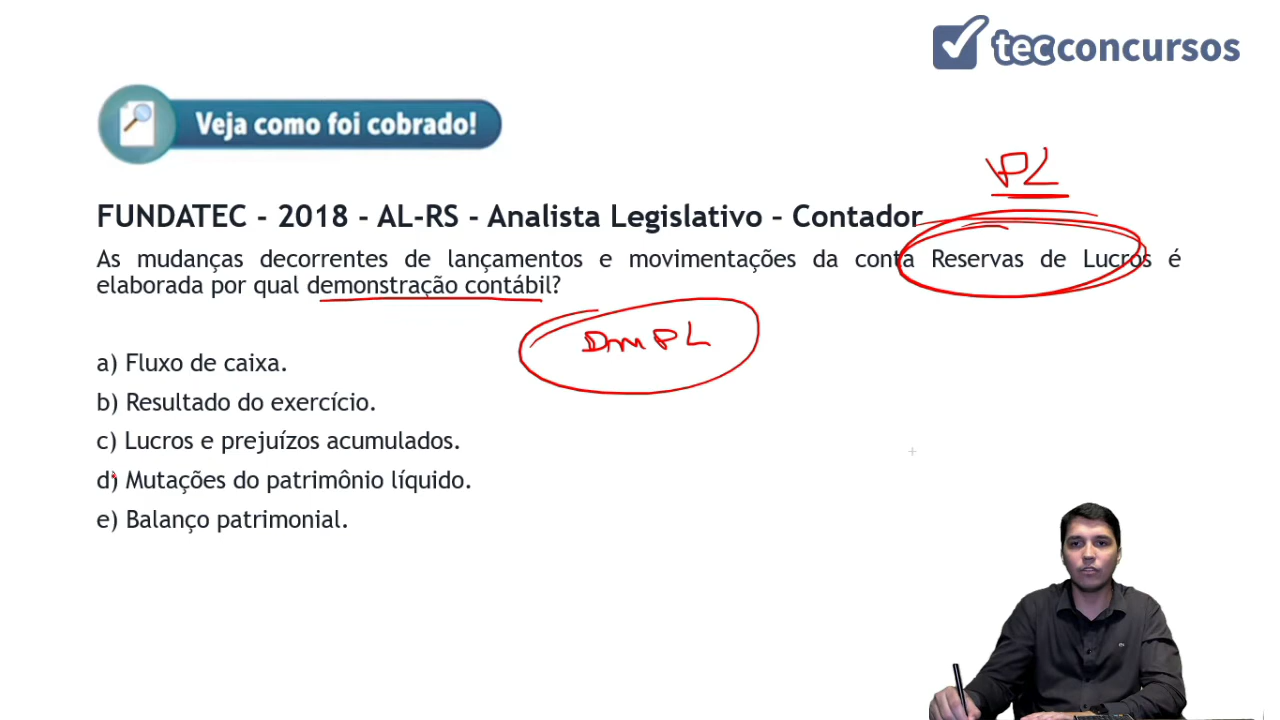 tecconcursos
Veja como foi cobrado!
PL
FUNDATEC - 2018 - AL-RS - Analista Legislativo – Contador
As mudanças decorrentes de lançamentos e movimentações da conta Reservas de Lucros é
elaborada por qual demonstração contábil?
DMPL
a) Fluxo de caixa.
b) Resultado do exercício.
c) Lucros e prejuízos acumulados.
d) Mutações do patrimônio líquido.
e) Balanço patrimonial.